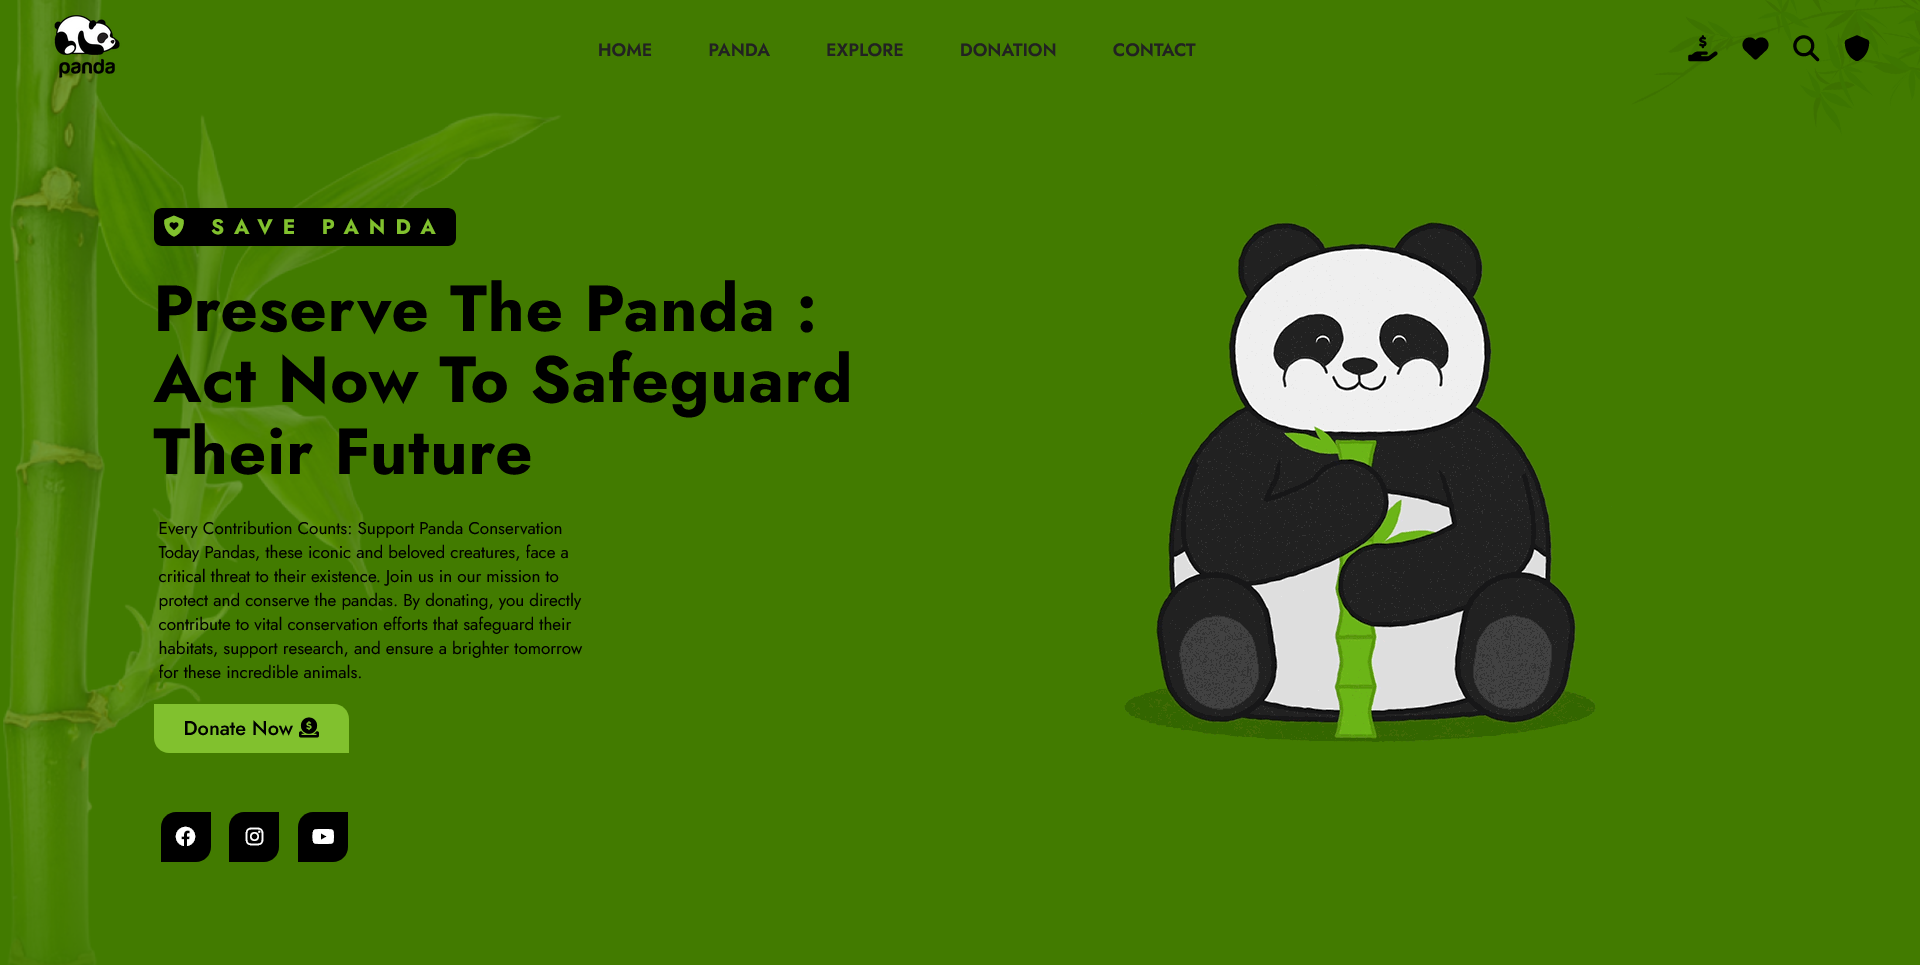 panda
HOME PANDA EXPLORE DONATION CONTACT
SAVE PANDA
Preserve The Panda :
Act Now To Safeguard
Their Future
Every Contribution Counts: Support Panda Conservation
Today Pandas, these iconic and beloved creatures, face a
critical threat to their existence. Join us in our mission to
protect and conserve the pandas. By donating, you directly
contribute to vital conservation efforts that safeguard their
habitats, support research, and ensure a brighter tomorrow
for these incredible animals.
Donate Now